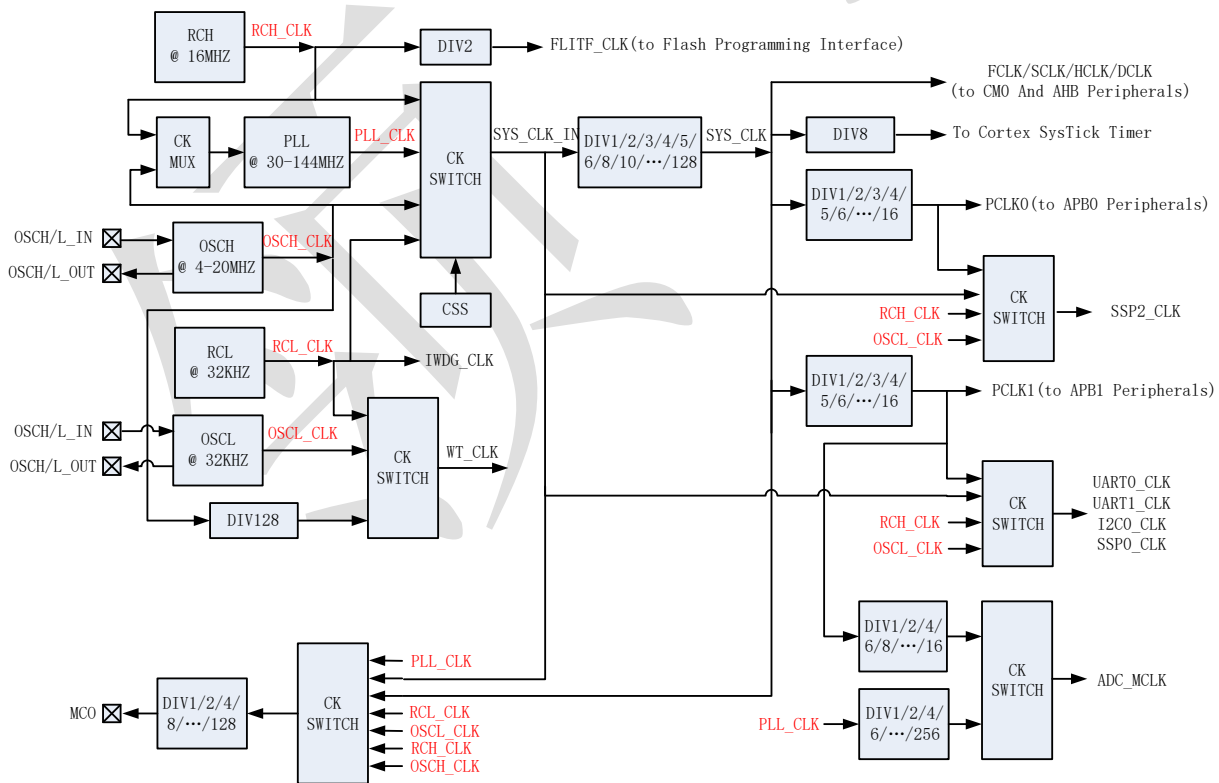 RCH
@ 16MHZ
RCH_CLK
DIV2
FLITF_CLK(to Flash Programming Interface)
FCLK/SCLK/HCLK/DCLK
(to CM0 And AHB Peripherals)
CK
MUX
PLL
@ 30-144MHZ
PLL_CLK
CK
SWITCH
SYS_CLK_IN
DIV1/2/3/4/5/
6/8/10/…/128
SYS_CLK
DIV8
To Cortex SysTick Timer
DIV1/2/3/4/
5/6/…/16
PCLK0(to APB0 Peripherals)
OSCH/L_IN
OSCH/L_OUT
OSCH
@ 4-20MHZ
OSCH_CLK
CSS
RCH_CLK
OSCL_CLK
CK
SWITCH
SSP2_CLK
RCL
@ 32KHZ
RCL_CLK
IWDG_CLK
DIV1/2/3/4/
5/6/…/16
PCLK1(to APB1 Peripherals)
OSCH/L_IN
OSCH/L_OUT
OSCL
@ 32KHZ
OSCL_CLK
CK
SWITCH
WT_CLK
DIV128
RCH_CLK
OSCL_CLK
CK
SWITCH
UART0_CLK
UART1_CLK
I2C0_CLK
SSP0_CLK
DIV1/2/4/
6/8/…/16
PLL_CLK
DIV1/2/4/
6/…/256
CK
SWITCH
ADC_MCLK
MCO
DIV1/2/4/
8/…/128
CK
SWITCH
PLL_CLK
RCL_CLK
OSCL_CLK
RCH_CLK
OSCH_CLK